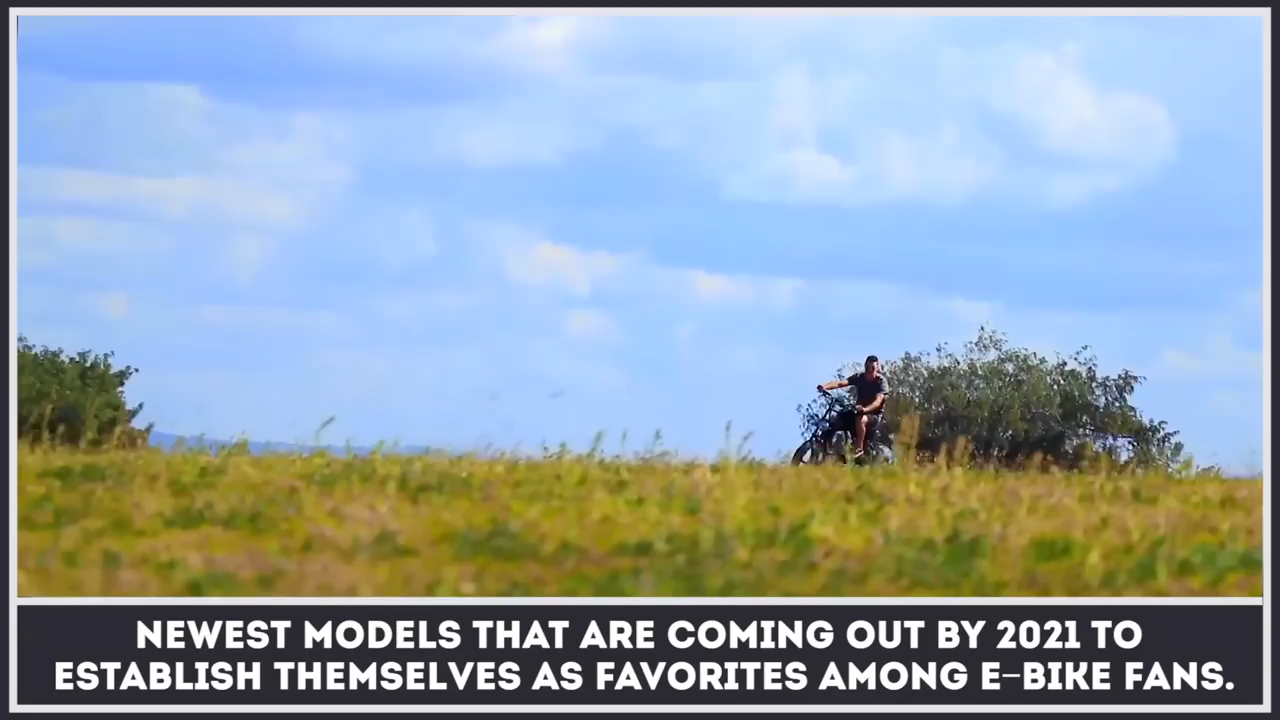 NEWEST MODELS THAT ARE COMING OUT BY 2021 TO
ESTABLISH THEMSELVES AS FAVORITES AMONG E-BIKE FANS.